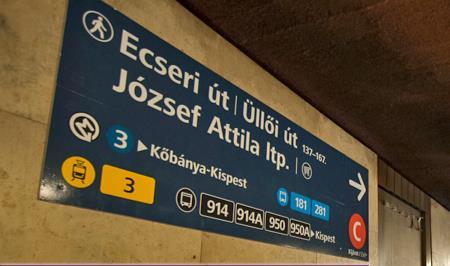 Ecseri út | Üllői út 137-167.
József Attila ltp. |
3 ▶ Kőbánya-Kispest
3
914 914A 950 950A ▶ Kispest
181 281
C